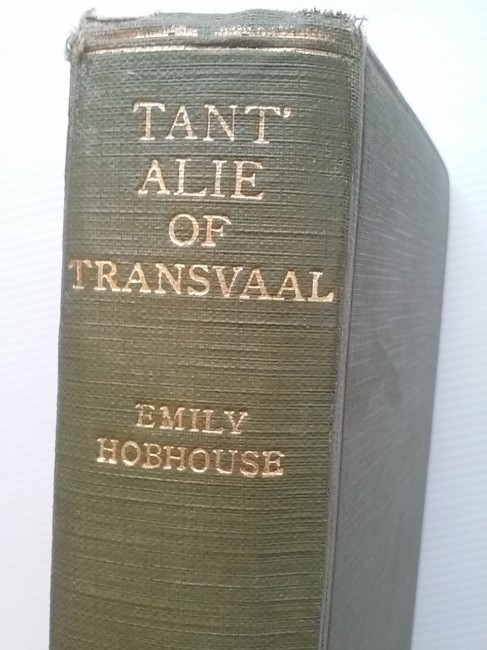 TANT'
ALIE
OF
TRANSVAAL
EMILY
HOBHOUSE